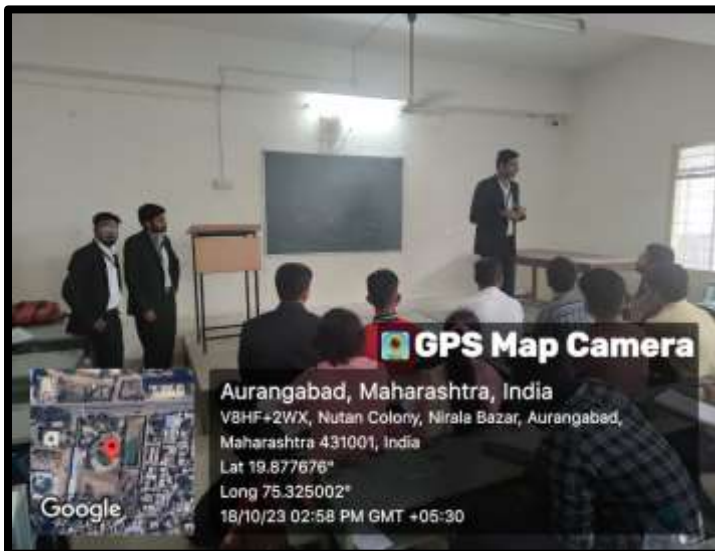 GPS Map Camera
Aurangabad, Maharashtra, India
V8HF+2WX, Nutan Colony, Nirala Bazar, Aurangabad,
Maharashtra 431001, India
Lat 19.877676°
Long 75.325002°
18/10/23 02:58 PM GMT +05:30
Google